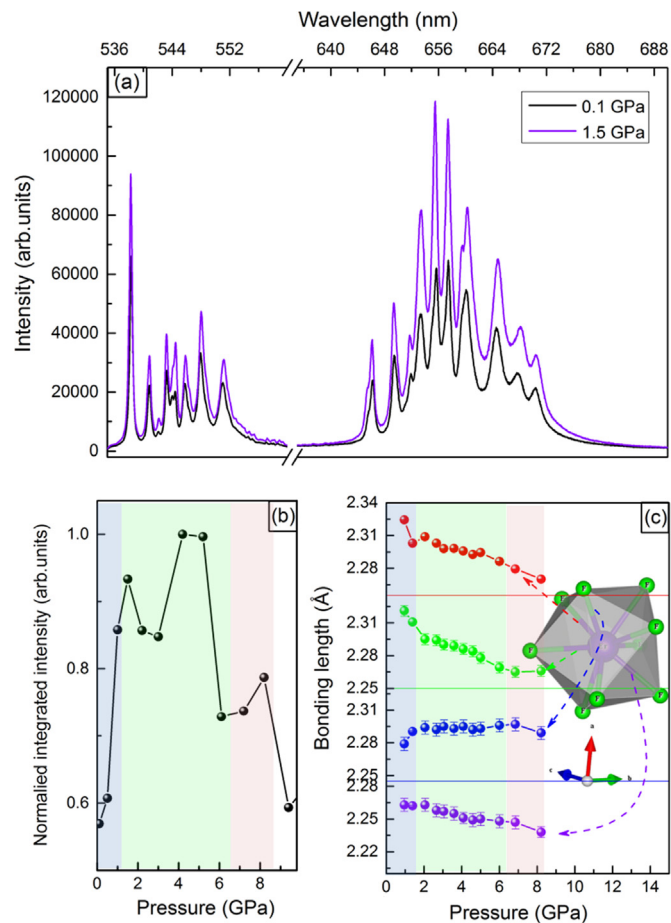 Wavelength (nm)
536 544 552 640 648 656 664 672 680 688
(a)
0.1 GPa
1.5 GPa
120000
100000
80000
60000
40000
20000
0
Intensity (arb.units)
(b)
1.0
0.8
0.6
Normalied integrated intensity (arb.units)
0 2 4 6 8
Pressure (GPa)
(c)
2.34
2.31
2.28
2.31
2.28
2.25
2.31
2.28
2.25
2.28
2.25
2.22
Bonding length (Å)
F
F
F
F
F
F
F
F
a
b
c
0 2 4 6 8 10 12 14
Pressure (GPa)